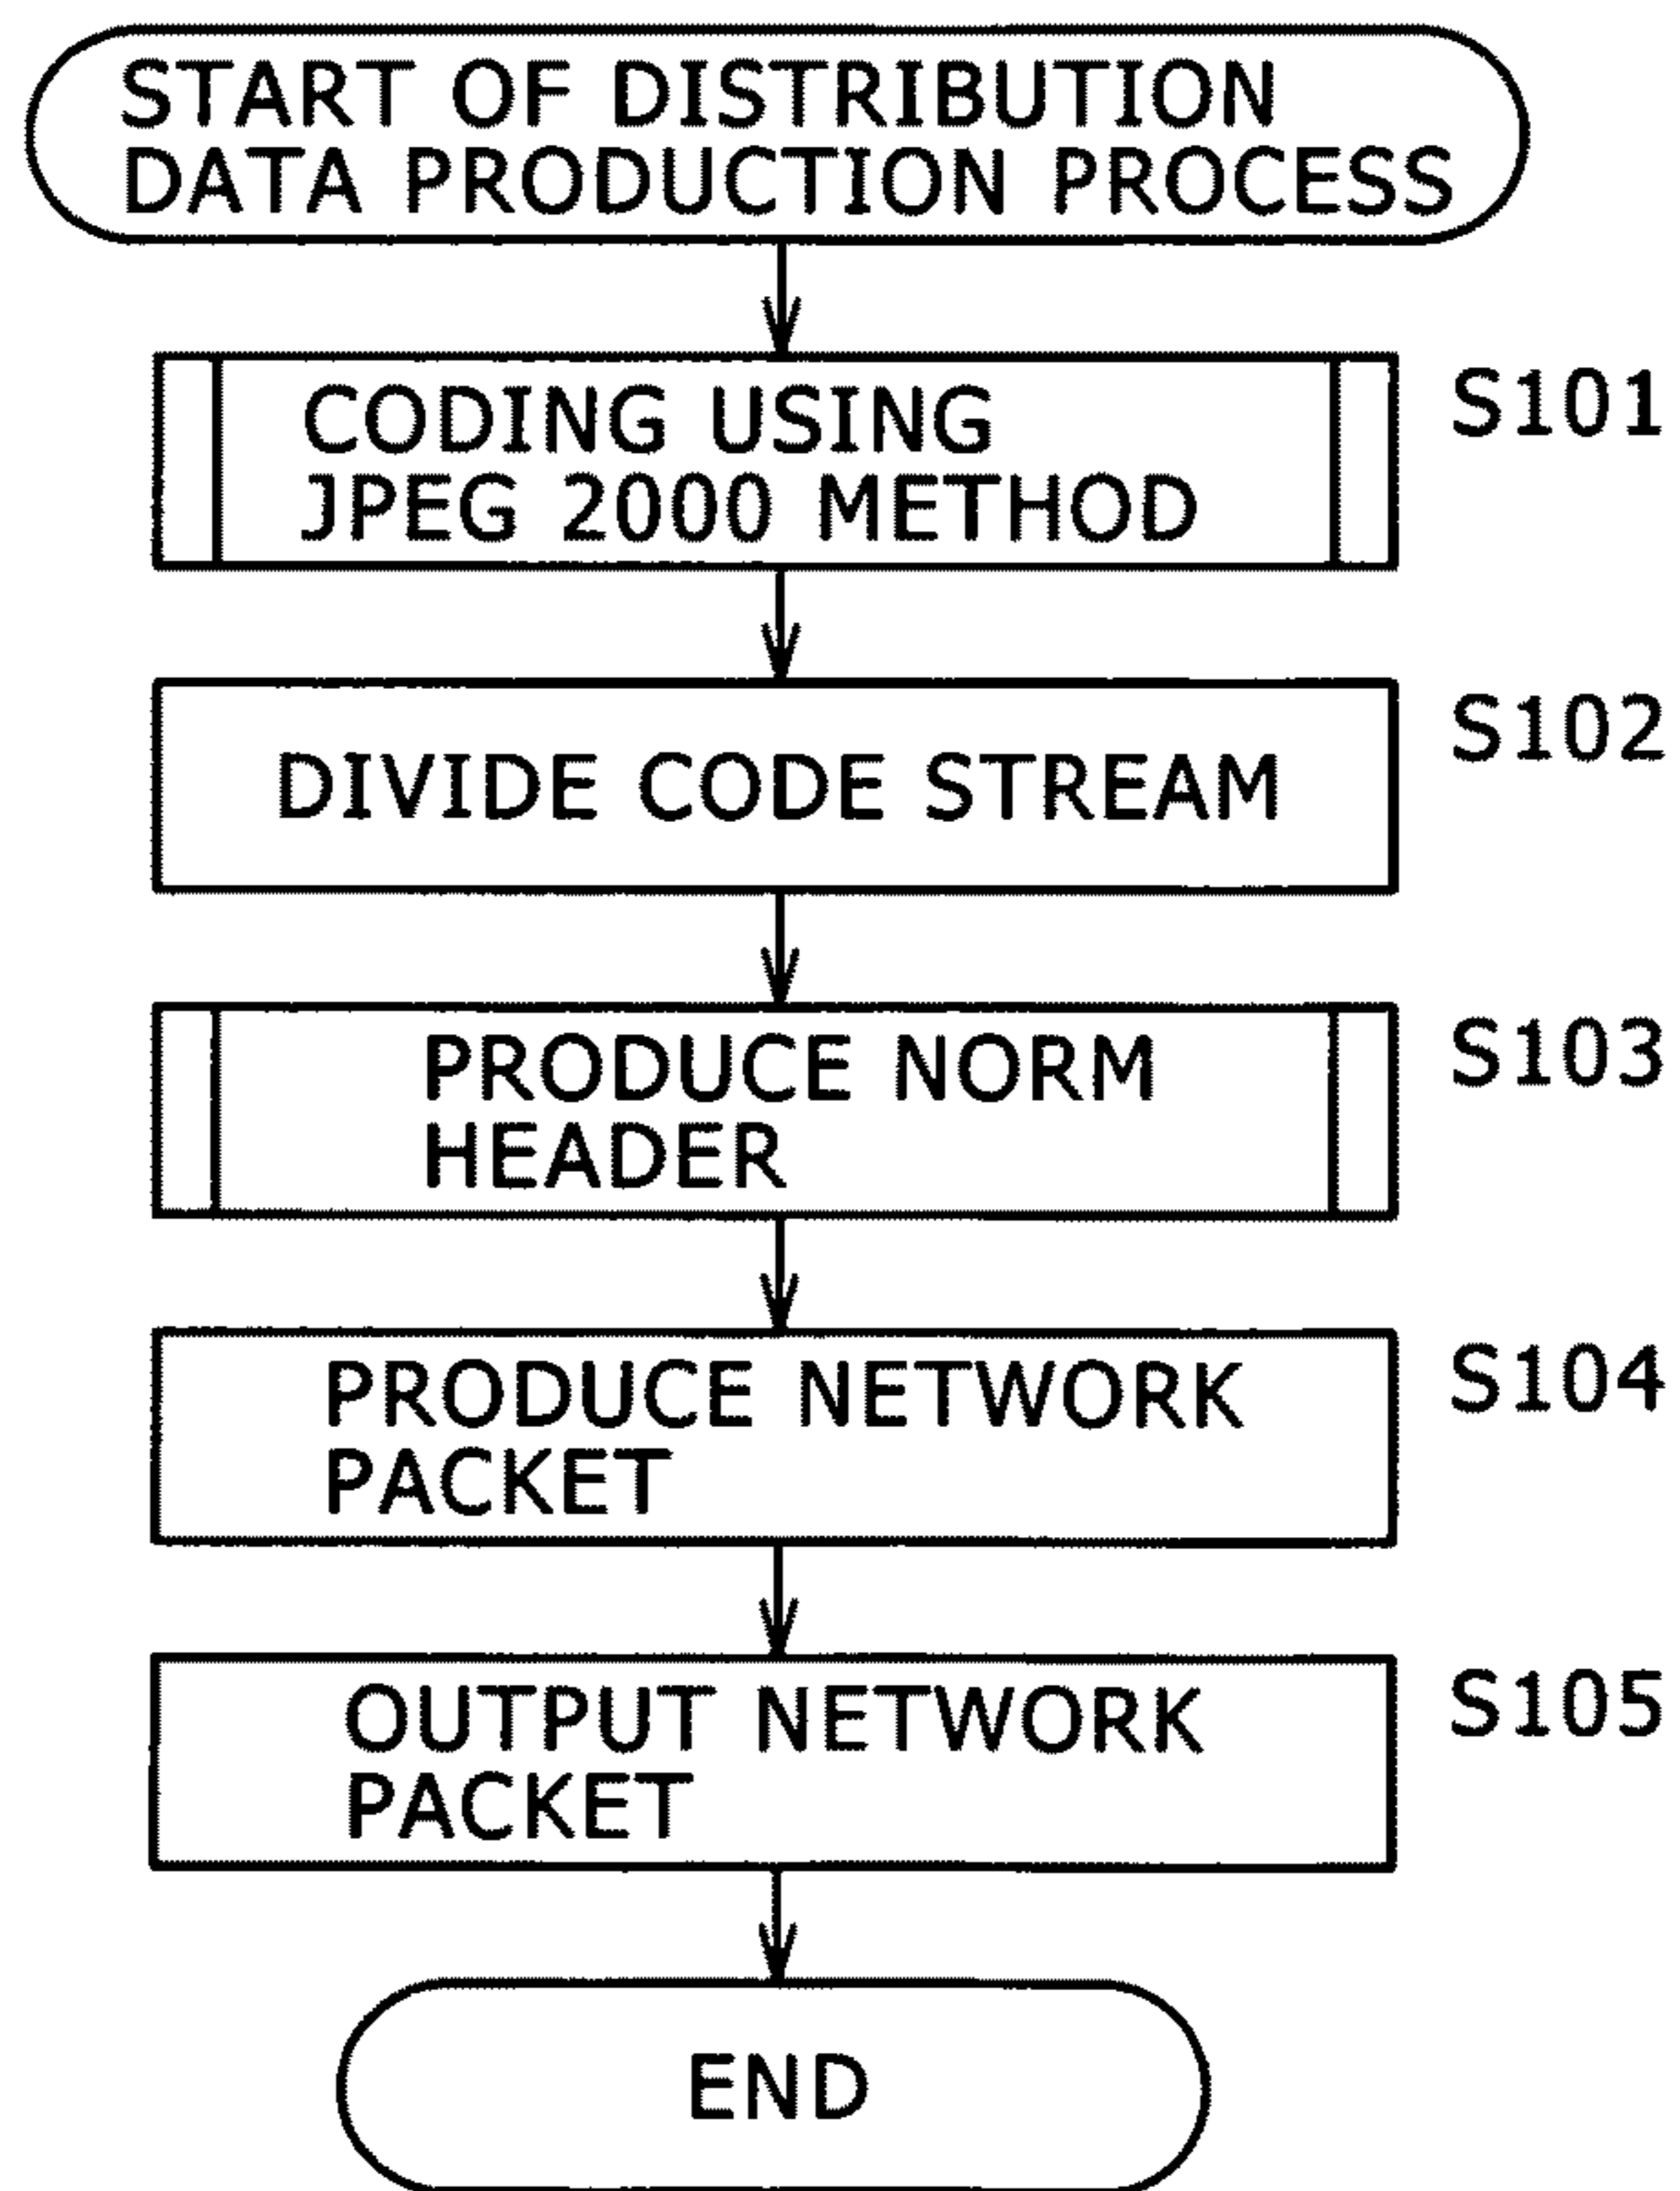 START OF DISTRIBUTION
DATA PRODUCTION PROCESS
CODING USING
JPEG 2000 METHOD
S101
DIVIDE CODE STREAM
S102
PRODUCE NORM
HEADER
S103
PRODUCE NETWORK
PACKET
S104
OUTPUT NETWORK
PACKET
S105
END